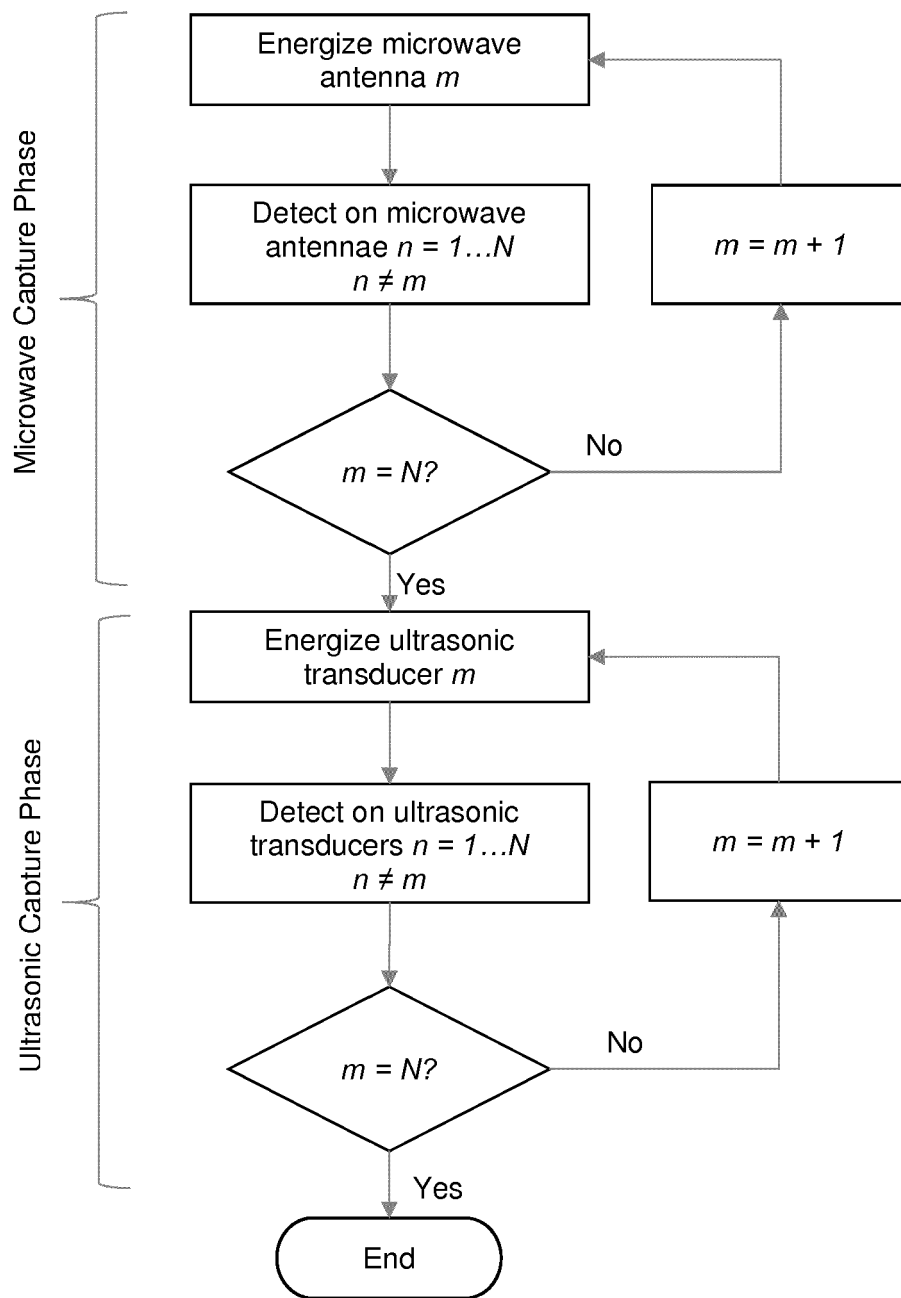 Microwave Capture Phase
Energize microwave
antenna m
Detect on microwave
antennae n = 1…N
n ≠ m
m = m + 1
m = N?
No
Yes
Ultrasonic Capture Phase
Energize ultrasonic
transducer m
Detect on ultrasonic
transducers n = 1…N
n ≠ m
m = m + 1
m = N?
No
Yes
End